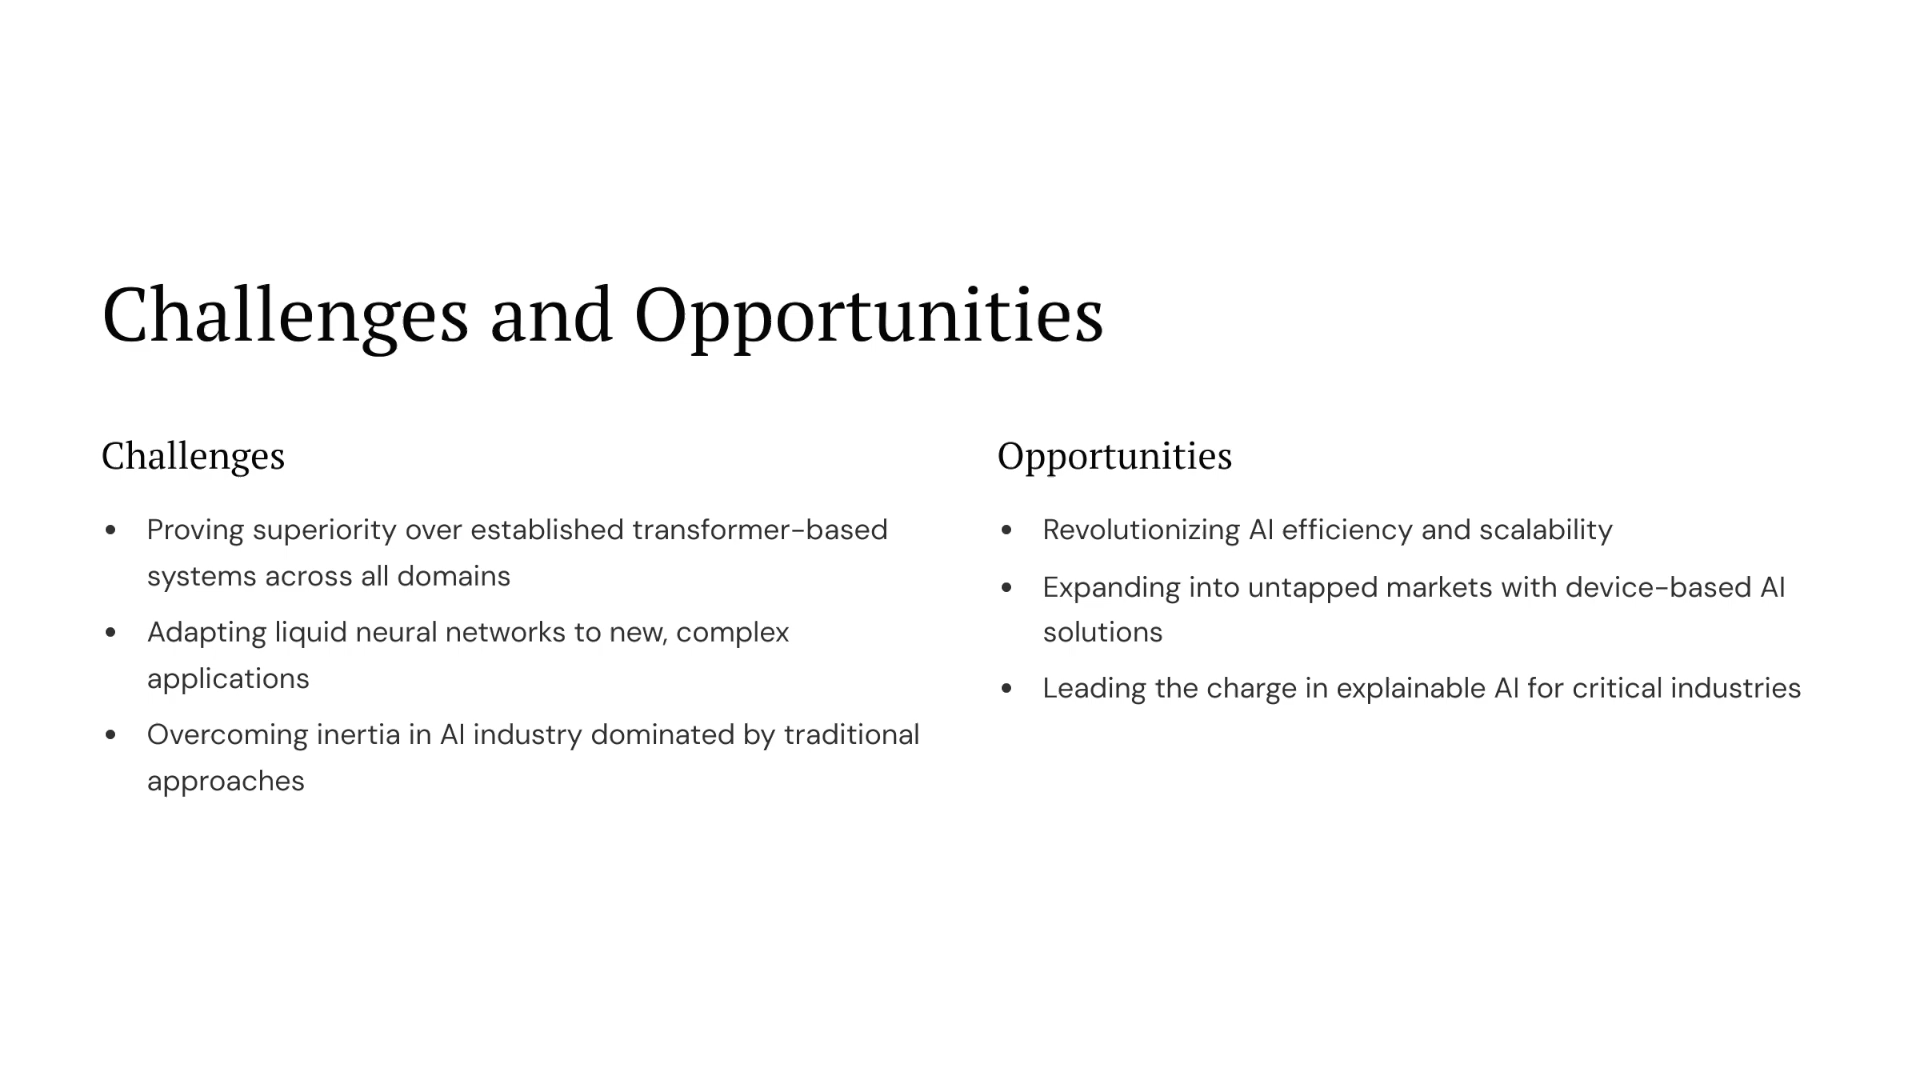 Challenges and Opportunities
Challenges
• Proving superiority over established transformer-based
systems across all domains
• Adapting liquid neural networks to new, complex
applications
• Overcoming inertia in AI industry dominated by traditional
approaches
Opportunities
• Revolutionizing AI efficiency and scalability
• Expanding into untapped markets with device-based AI
solutions
• Leading the charge in explainable AI for critical industries